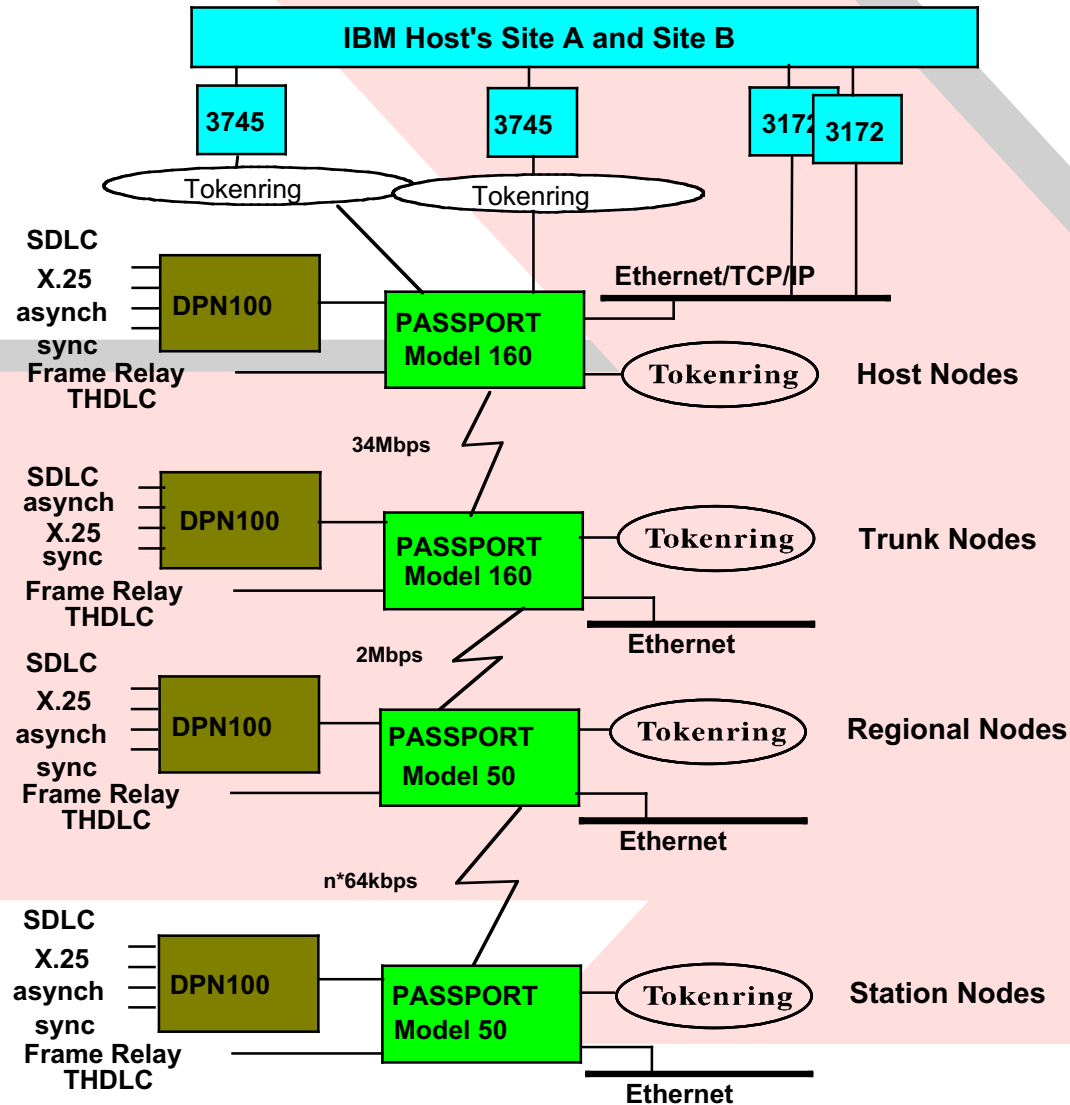 IBM Host's Site A and Site B
3745
3745
3172
3172
Tokenring
Tokenring
SDLC
X.25
asynch
sync
Frame Relay
THDLC
DPN100
PASSPORT
Model 160
Ethernet/TCP/IP
Tokenring
Host Nodes
34Mbps
SDLC
asynch
X.25
sync
Frame Relay
THDLC
DPN100
PASSPORT
Model 160
Tokenring
Trunk Nodes
Ethernet
2Mbps
SDLC
X.25
asynch
sync
Frame Relay
THDLC
DPN100
PASSPORT
Model 50
Tokenring
Regional Nodes
Ethernet
n*64kbps
SDLC
X.25
asynch
sync
Frame Relay
THDLC
DPN100
PASSPORT
Model 50
Tokenring
Station Nodes
Ethernet